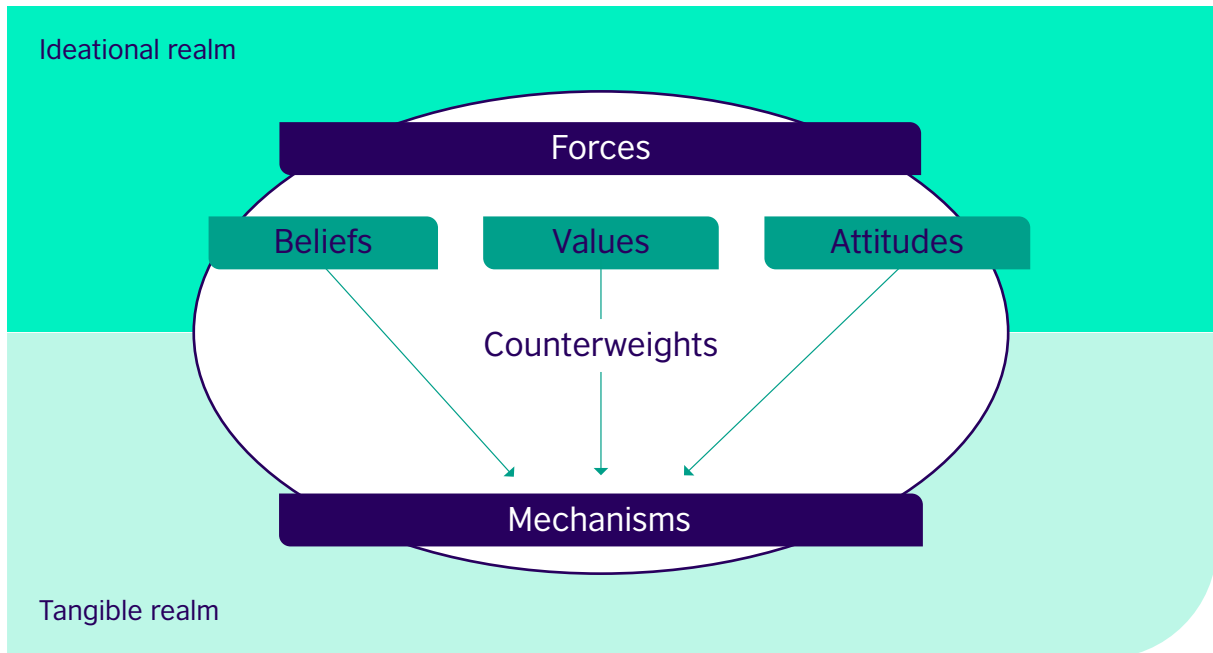 Ideational realm
Forces
Beliefs
Values
Attitudes
Counterweights
Mechanisms
Tangible realm